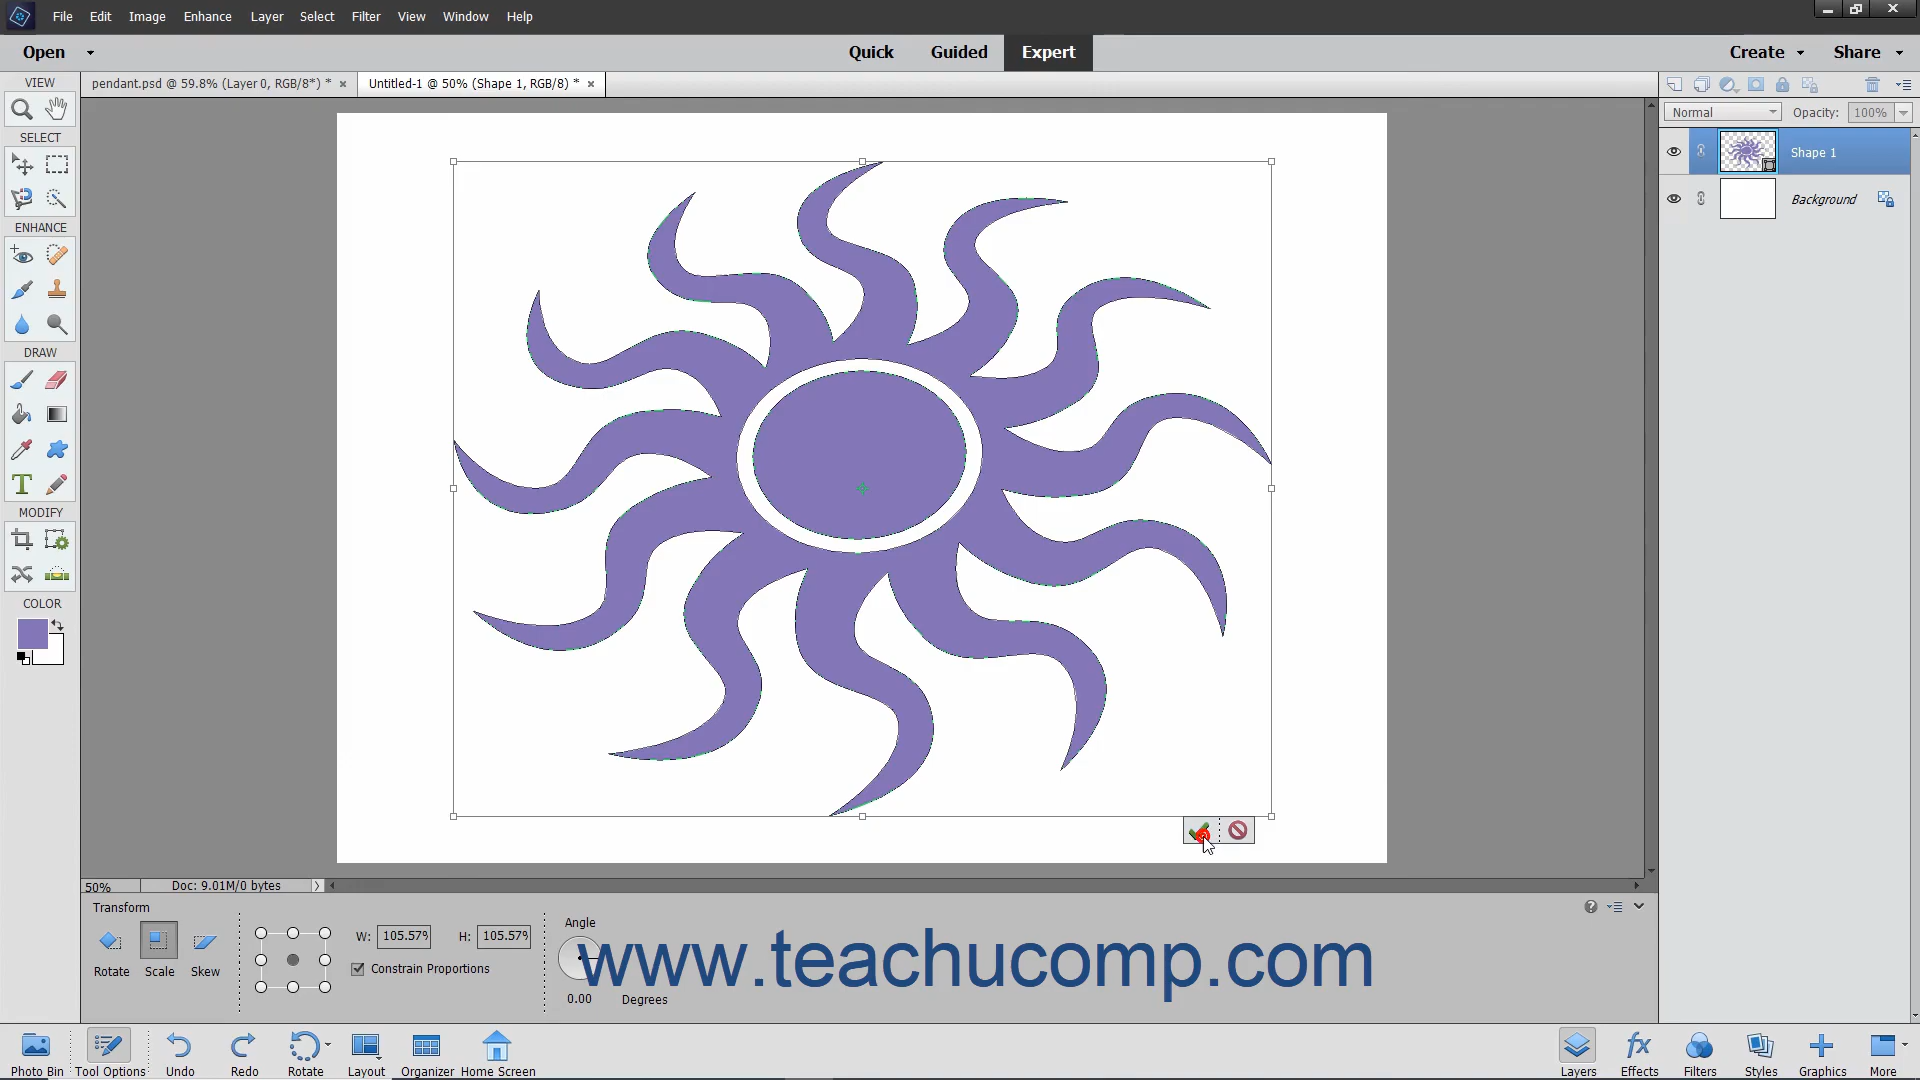 File Edit Image Enhance Layer Select Filter View Window Help
Open Quick Guided Expert Create Share
pendant.psd @ 59.8% (Layer 0, RGB/8*) * × Untitled-1 @ 50% (Shape 1, RGB/8) * ×
VIEW
SELECT
ENHANCE
DRAW
T
MODIFY
COLOR
Normal Opacity: 100%
Shape 1
Background
50% Doc: 9.01M/0 bytes
Transform
Rotate Scale Skew
W: 105.57% H: 105.57%
Constrain Proportions
Angle
0.00 Degrees
www.teachucomp.com
Photo Bin Tool Options Undo Redo Rotate Layout Organizer Home Screen
fx
Layers Effects Filters Styles Graphics More